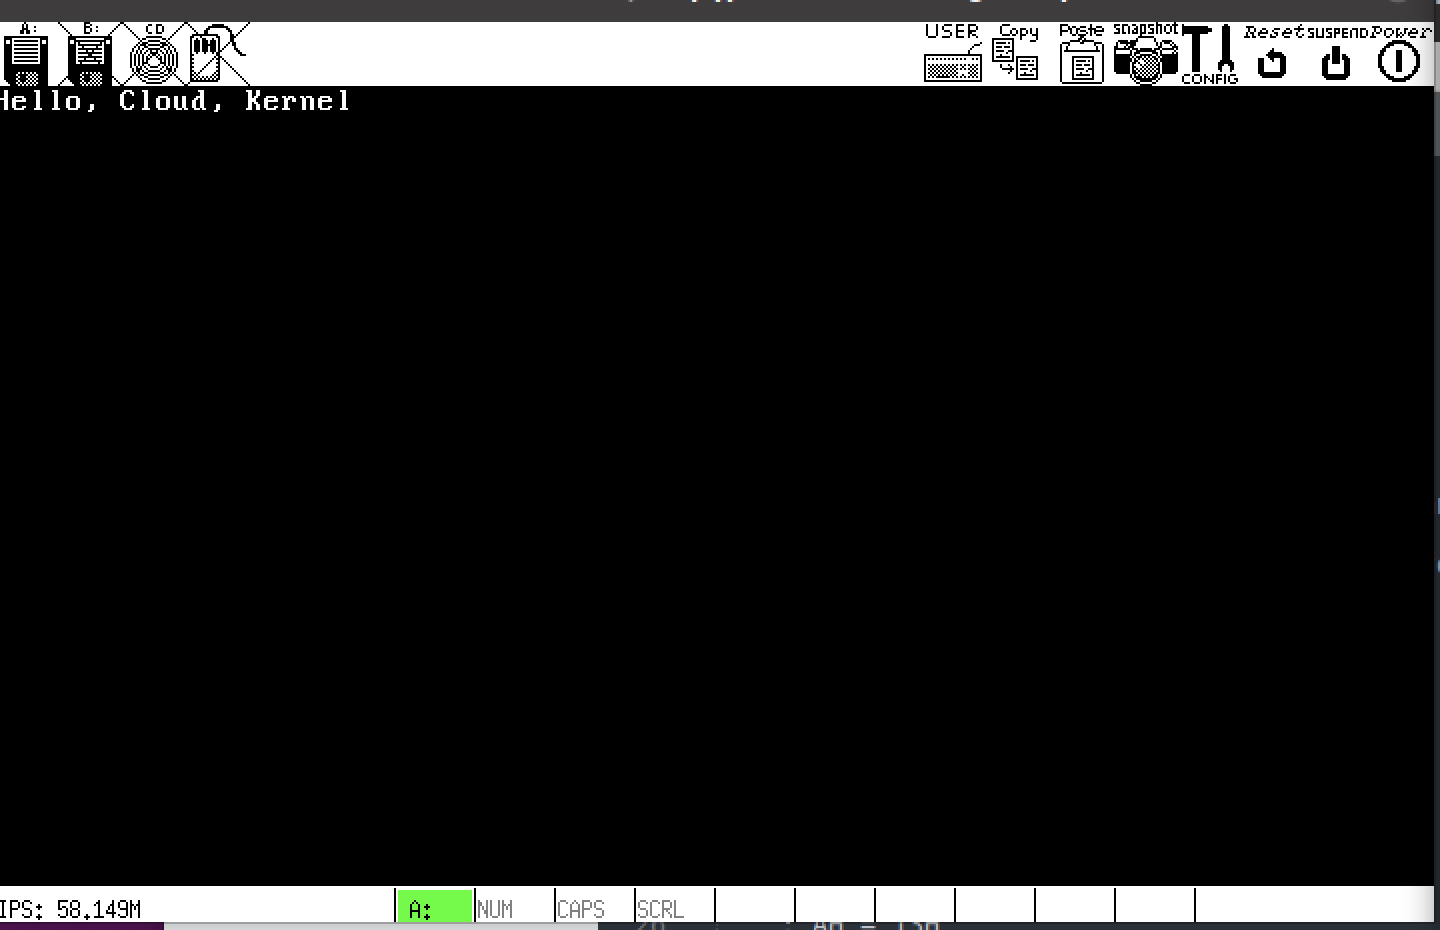 A: B: CD USER Copy Paste snapshot Reset SUSPEND Power
CONFIG
Hello, Cloud, Kernel
IPS: 58.149M A: NUM CAPS SCRL